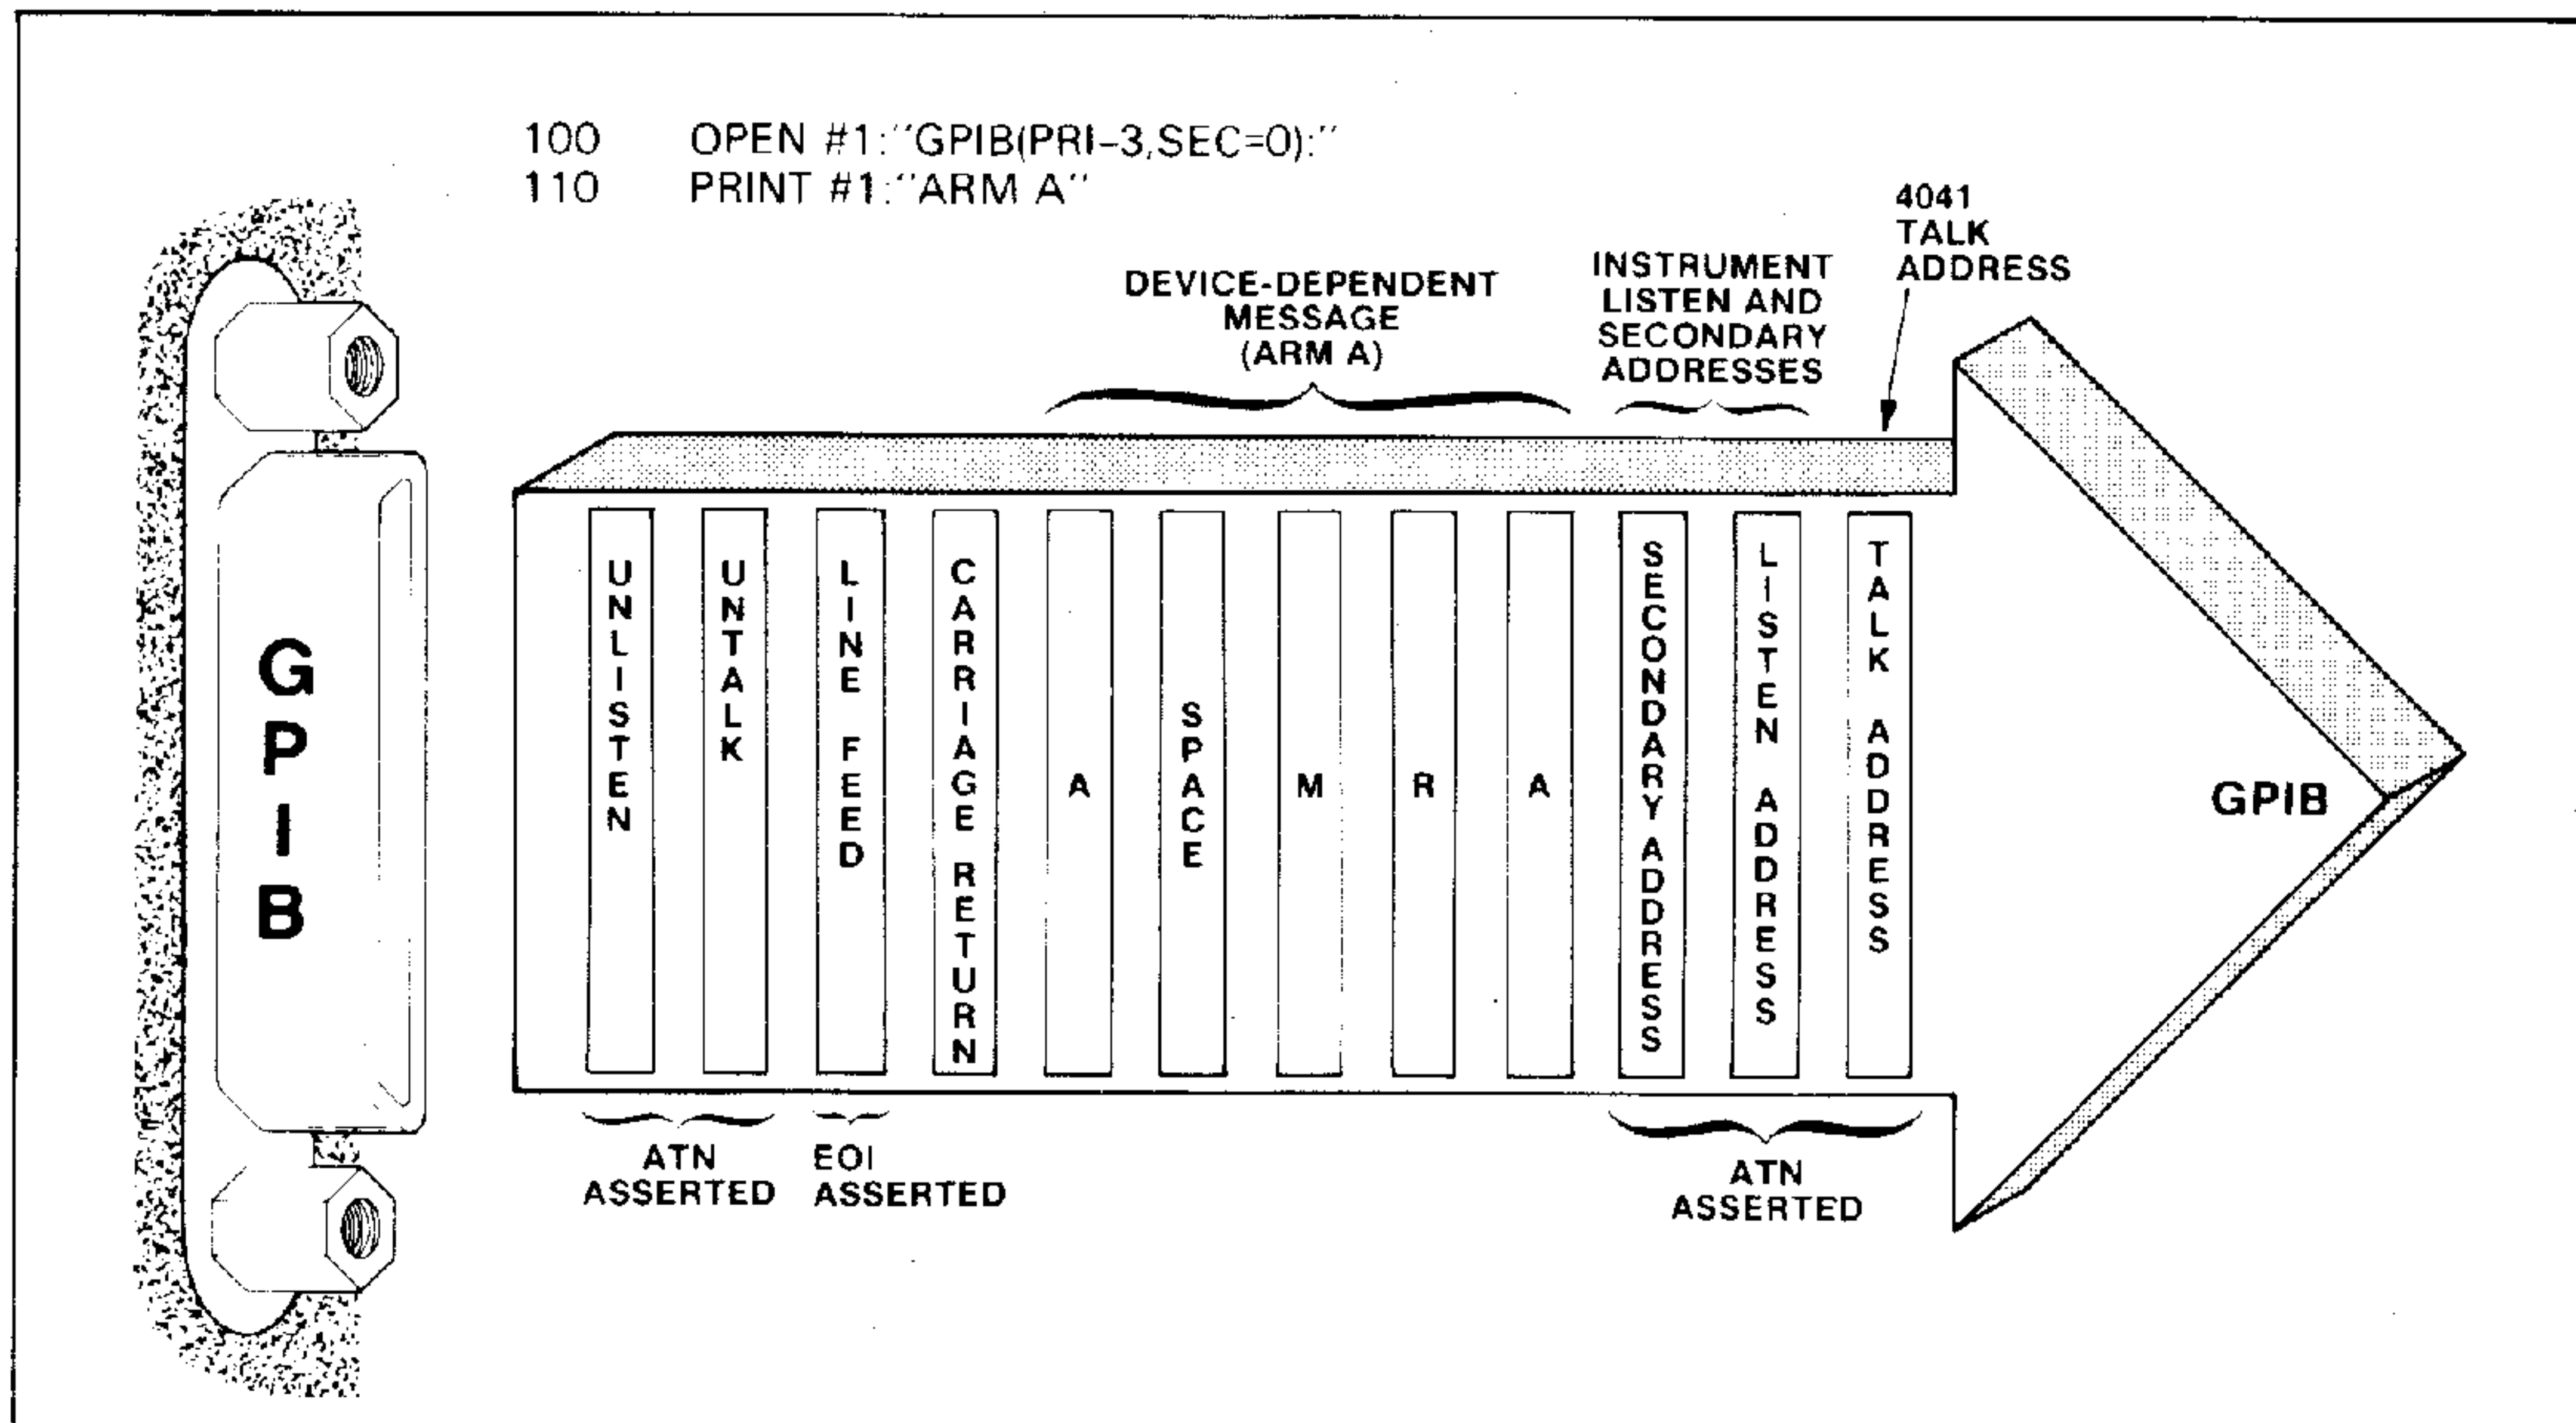 100 OPEN #1:"GPIB(PRI-3,SEC=0):"
110 PRINT #1:"ARM A"
4041
TALK
ADDRESS
DEVICE-DEPENDENT
MESSAGE
(ARM A)
INSTRUMENT
LISTEN AND
SECONDARY
ADDRESSES
GPIB
UNLISTEN
UNTALK
LINE FEED
CARRIAGE RETURN
A
SPACE
M
R
A
SECONDARY ADDRESS
LISTEN ADDRESS
TALK ADDRESS
GPIB
ATN
ASSERTED
EOI
ASSERTED
ATN
ASSERTED